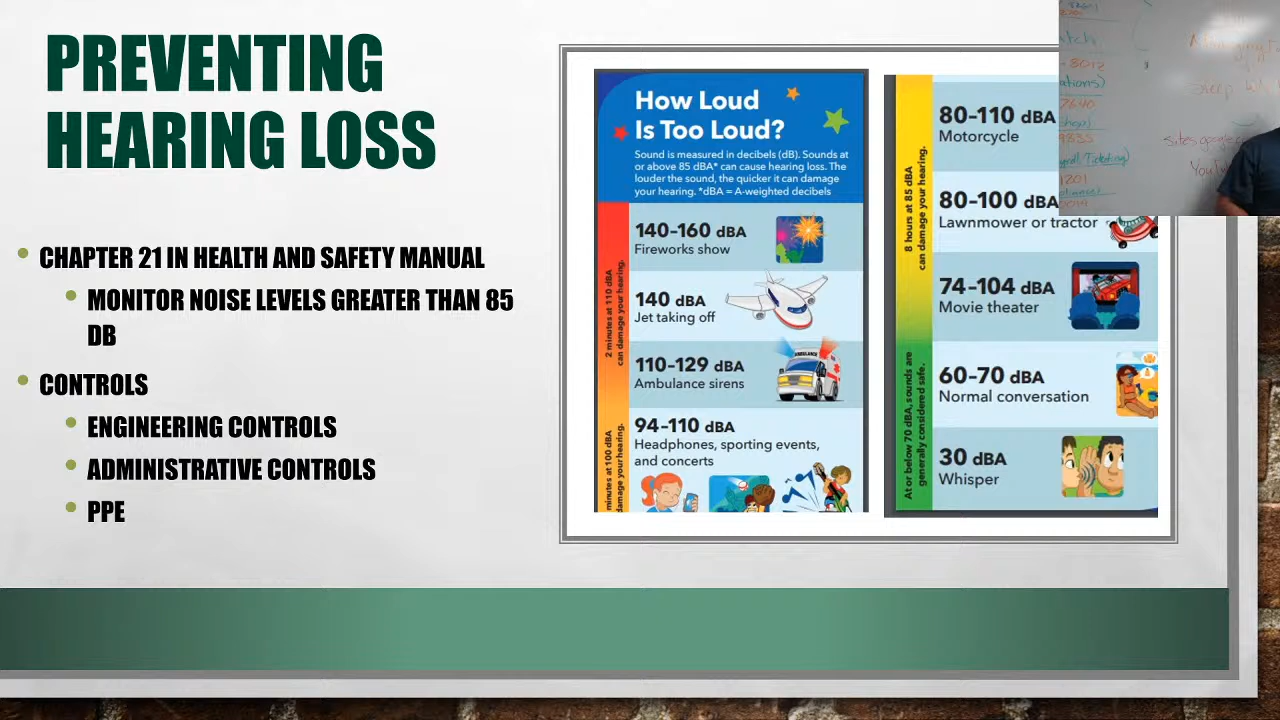 PREVENTING
HEARING LOSS
CHAPTER 21 IN HEALTH AND SAFETY MANUAL
MONITOR NOISE LEVELS GREATER THAN 85
DB
CONTROLS
ENGINEERING CONTROLS
ADMINISTRATIVE CONTROLS
PPE
How Loud
Is Too Loud?
Sound is measured in decibels (dB). Sounds at
or above 85 dBA* can cause hearing loss. The
louder the sound, the quicker it can damage
your hearing. *dBA = A-weighted decibels
2 minutes at 110 dBA
can damage your hearing.
140–160 dBA
Fireworks show
140 dBA
Jet taking off
110–129 dBA
AMBULANCE
Ambulance sirens
minutes at 100 dBA
damage your hearing.
94–110 dBA
Headphones, sporting events,
and concerts
8 hours at 85 dBA
can damage your hearing.
80–110 dBA
Motorcycle
80–100 dBA
Lawnmower or tractor
74–104 dBA
Movie theater
At or below 70 dBA, sounds are
generally considered safe.
60–70 dBA
Normal conversation
30 dBA
Whisper
- 8012
ations)
7640
9835
1201